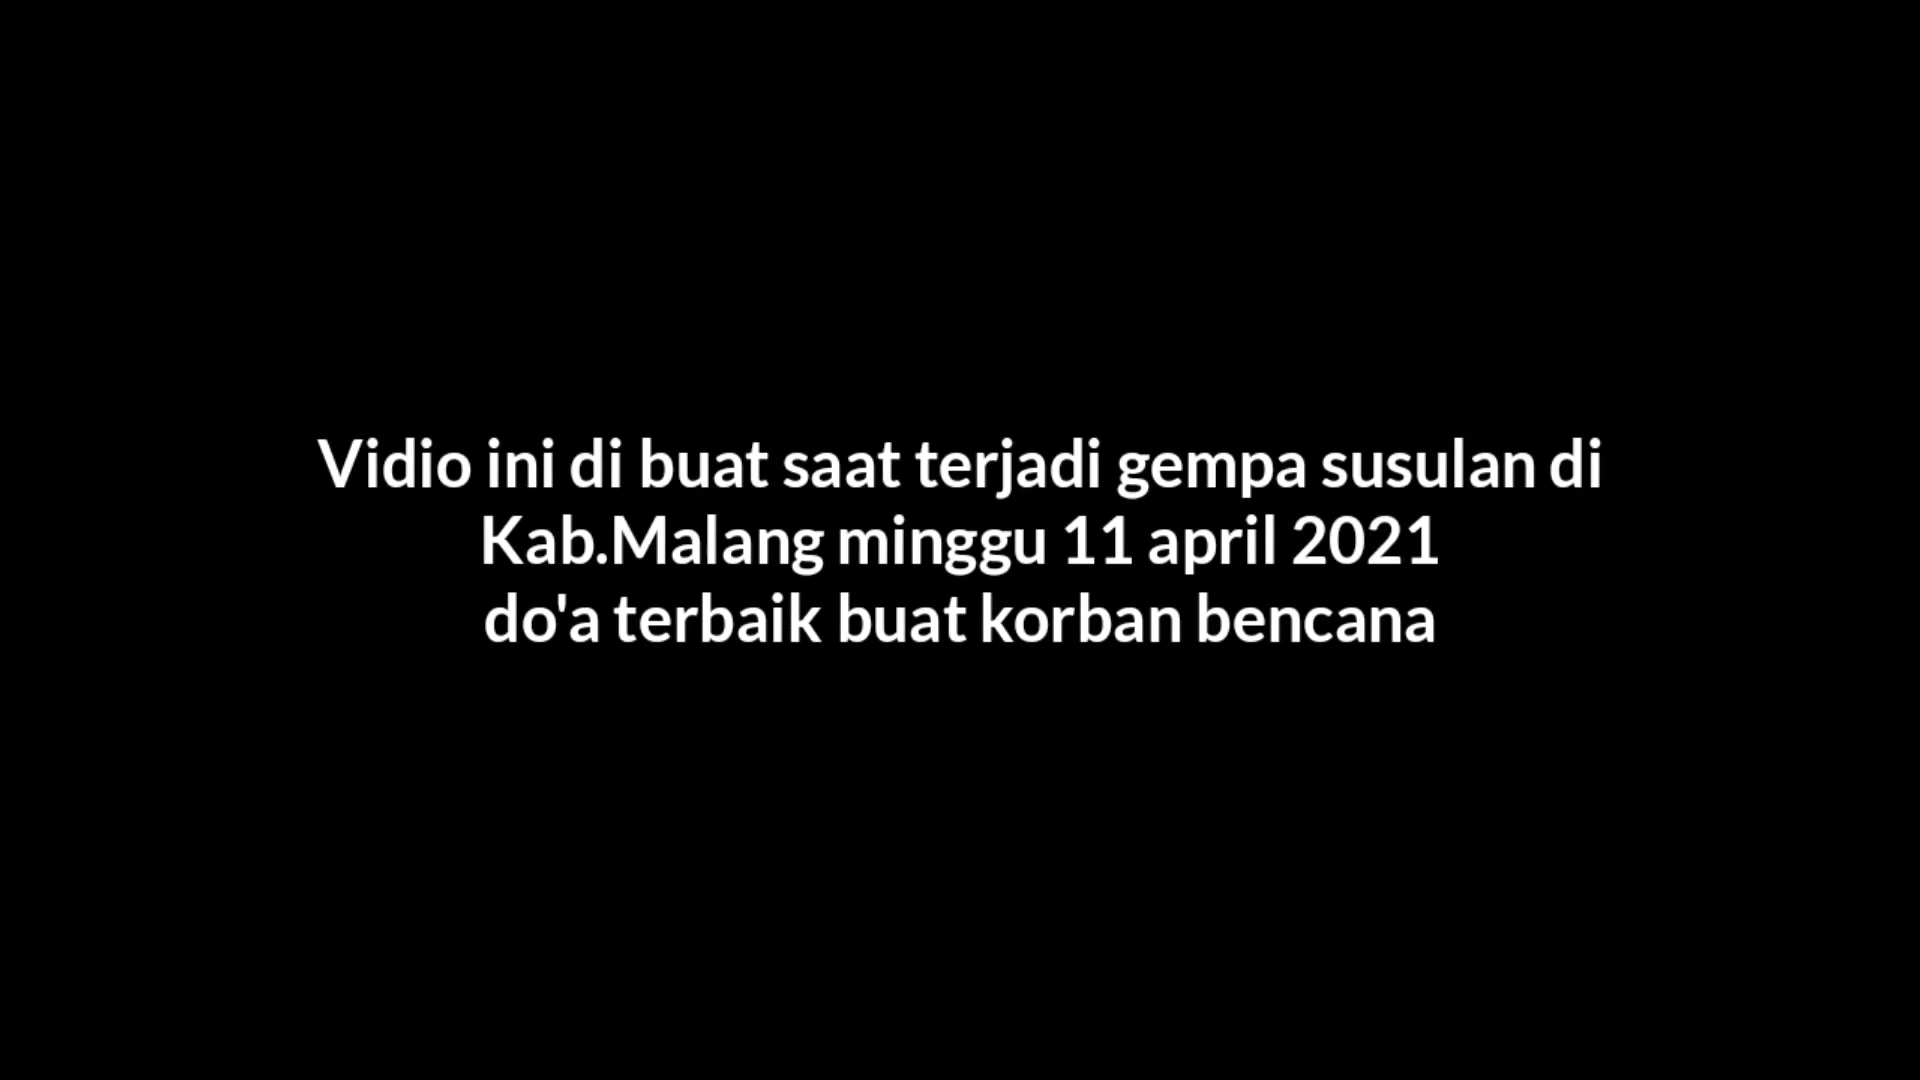 Vidio ini di buat saat terjadi gempa susulan di
Kab.Malang minggu 11 april 2021
do'a terbaik buat korban bencana